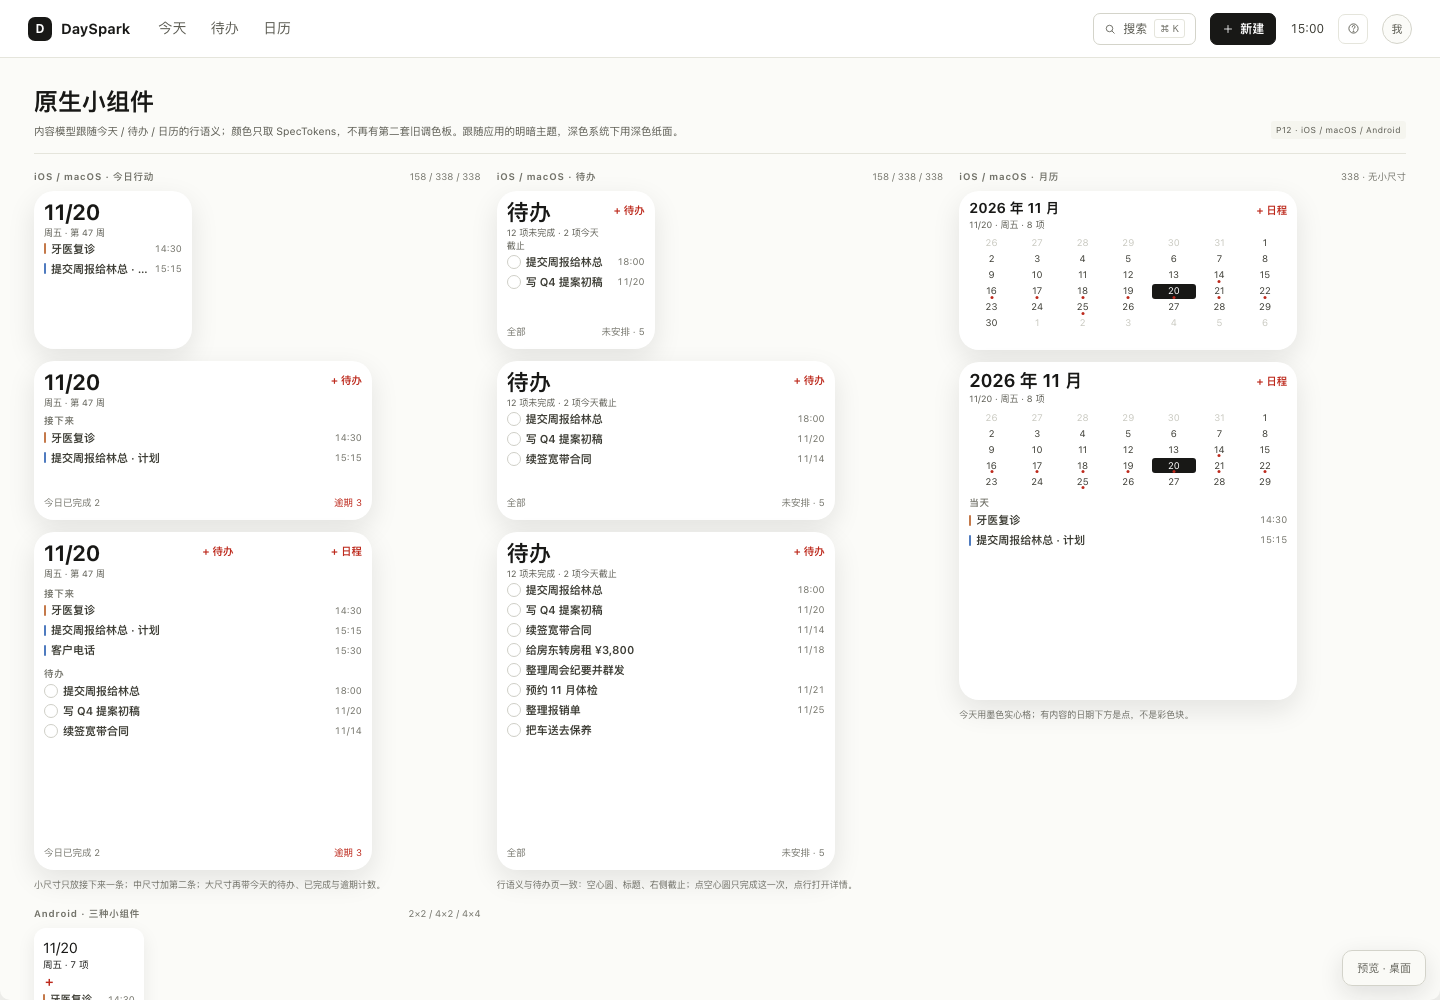 D DaySpark 今天 待办 日历 搜索 ⌘ K + 新建 15:00 我
原生小组件
内容模型跟随今天 / 待办 / 日历的行语义；颜色只取 SpecTokens，不再有第二套旧调色板。跟随应用的明暗主题，深色系统下用深色纸面。
P12 · iOS / macOS / Android
iOS / macOS · 今日行动 158 / 338 / 338
11/20
周五 · 第 47 周
牙医复诊 14:30
提交周报给林总 · ... 15:15
11/20 + 待办
周五 · 第 47 周
接下来
牙医复诊 14:30
提交周报给林总 · 计划 15:15
今日已完成 2 逾期 3
11/20 + 待办 + 日程
周五 · 第 47 周
接下来
牙医复诊 14:30
提交周报给林总 · 计划 15:15
客户电话 15:30
待办
提交周报给林总 18:00
写 Q4 提案初稿 11/20
续签宽带合同 11/14
今日已完成 2 逾期 3
小尺寸只放接下来一条；中尺寸加第二条；大尺寸再带今天的待办、已完成与逾期计数。
iOS / macOS · 待办 158 / 338 / 338
待办 + 待办
12 项未完成 · 2 项今天
截止
提交周报给林总 18:00
写 Q4 提案初稿 11/20
全部 未安排 · 5
待办 + 待办
12 项未完成 · 2 项今天截止
提交周报给林总 18:00
写 Q4 提案初稿 11/20
续签宽带合同 11/14
全部 未安排 · 5
待办 + 待办
12 项未完成 · 2 项今天截止
提交周报给林总 18:00
写 Q4 提案初稿 11/20
续签宽带合同 11/14
给房东转房租 ¥3,800 11/18
整理周会纪要并群发
预约 11 月体检 11/21
整理报销单 11/25
把车送去保养
全部 未安排 · 5
行语义与待办页一致：空心圆、标题、右侧截止；点空心圆只完成这一次，点行打开详情。
iOS / macOS · 月历 338 · 无小尺寸
2026 年 11 月 + 日程
11/20 · 周五 · 8 项
26 27 28 29 30 31 1
2 3 4 5 6 7 8
9 10 11 12 13 14 15
16 17 18 19 20 21 22
23 24 25 26 27 28 29
30 1 2 3 4 5 6
2026 年 11 月 + 日程
11/20 · 周五 · 8 项
26 27 28 29 30 31 1
2 3 4 5 6 7 8
9 10 11 12 13 14 15
16 17 18 19 20 21 22
23 24 25 26 27 28 29
当天
牙医复诊 14:30
提交周报给林总 · 计划 15:15
今天用墨色实心格；有内容的日期下方是点，不是彩色块。
Android · 三种小组件 2×2 / 4×2 / 4×4
11/20
周五 · 7 项
+
牙医复诊 14:30
预览 · 桌面